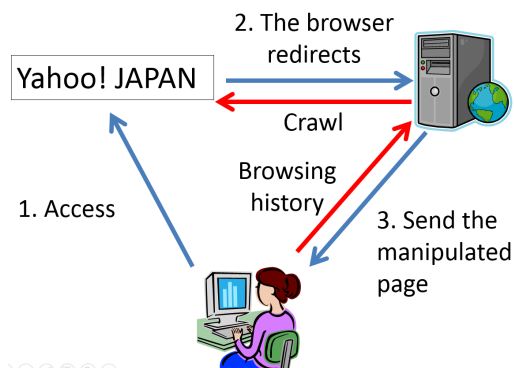 2. The browser
redirects
Yahoo! JAPAN
Crawl
Browsing
history
1. Access
3. Send the
manipulated
page